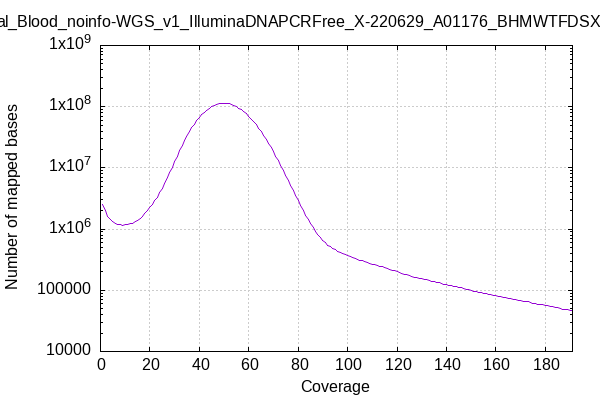 al_Blood_noinfo-WGS_v1_IlluminaDNAPCRFree_X-220629_A01176_BHMWTFDSX
1x10⁹
1x10⁸
1x10⁷
1x10⁶
100000
10000
Number of mapped bases
0 20 40 60 80 100 120 140 160 180
Coverage